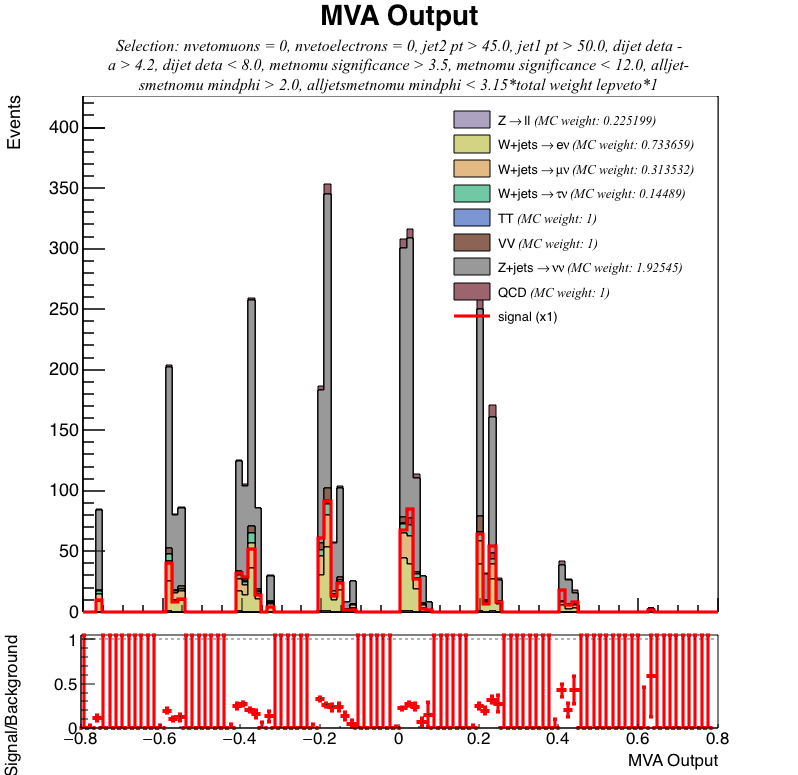 MVA Output
Selection: nvetomuons = 0, nvetoelectrons = 0, jet2 pt > 45.0, jet1 pt > 50.0, dijet deta -
a > 4.2, dijet deta < 8.0, metnomu significance > 3.5, metnomu significance < 12.0, alljet-
smetnomu mindphi > 2.0, alljetsmetnomu mindphi < 3.15*total weight lepveto*1
Events
400
350
300
250
200
150
100
50
0
Z→ll (MC weight: 0.225199)
W+jets→eν (MC weight: 0.733659)
W+jets→μν (MC weight: 0.313532)
W+jets→τν (MC weight: 0.14489)
TT (MC weight: 1)
VV (MC weight: 1)
Z+jets→νν (MC weight: 1.92545)
QCD (MC weight: 1)
signal (x1)
Signal/Background
1
0.5
0
−0.8 −0.6 −0.4 −0.2 0 0.2 0.4 0.6 0.8
MVA Output